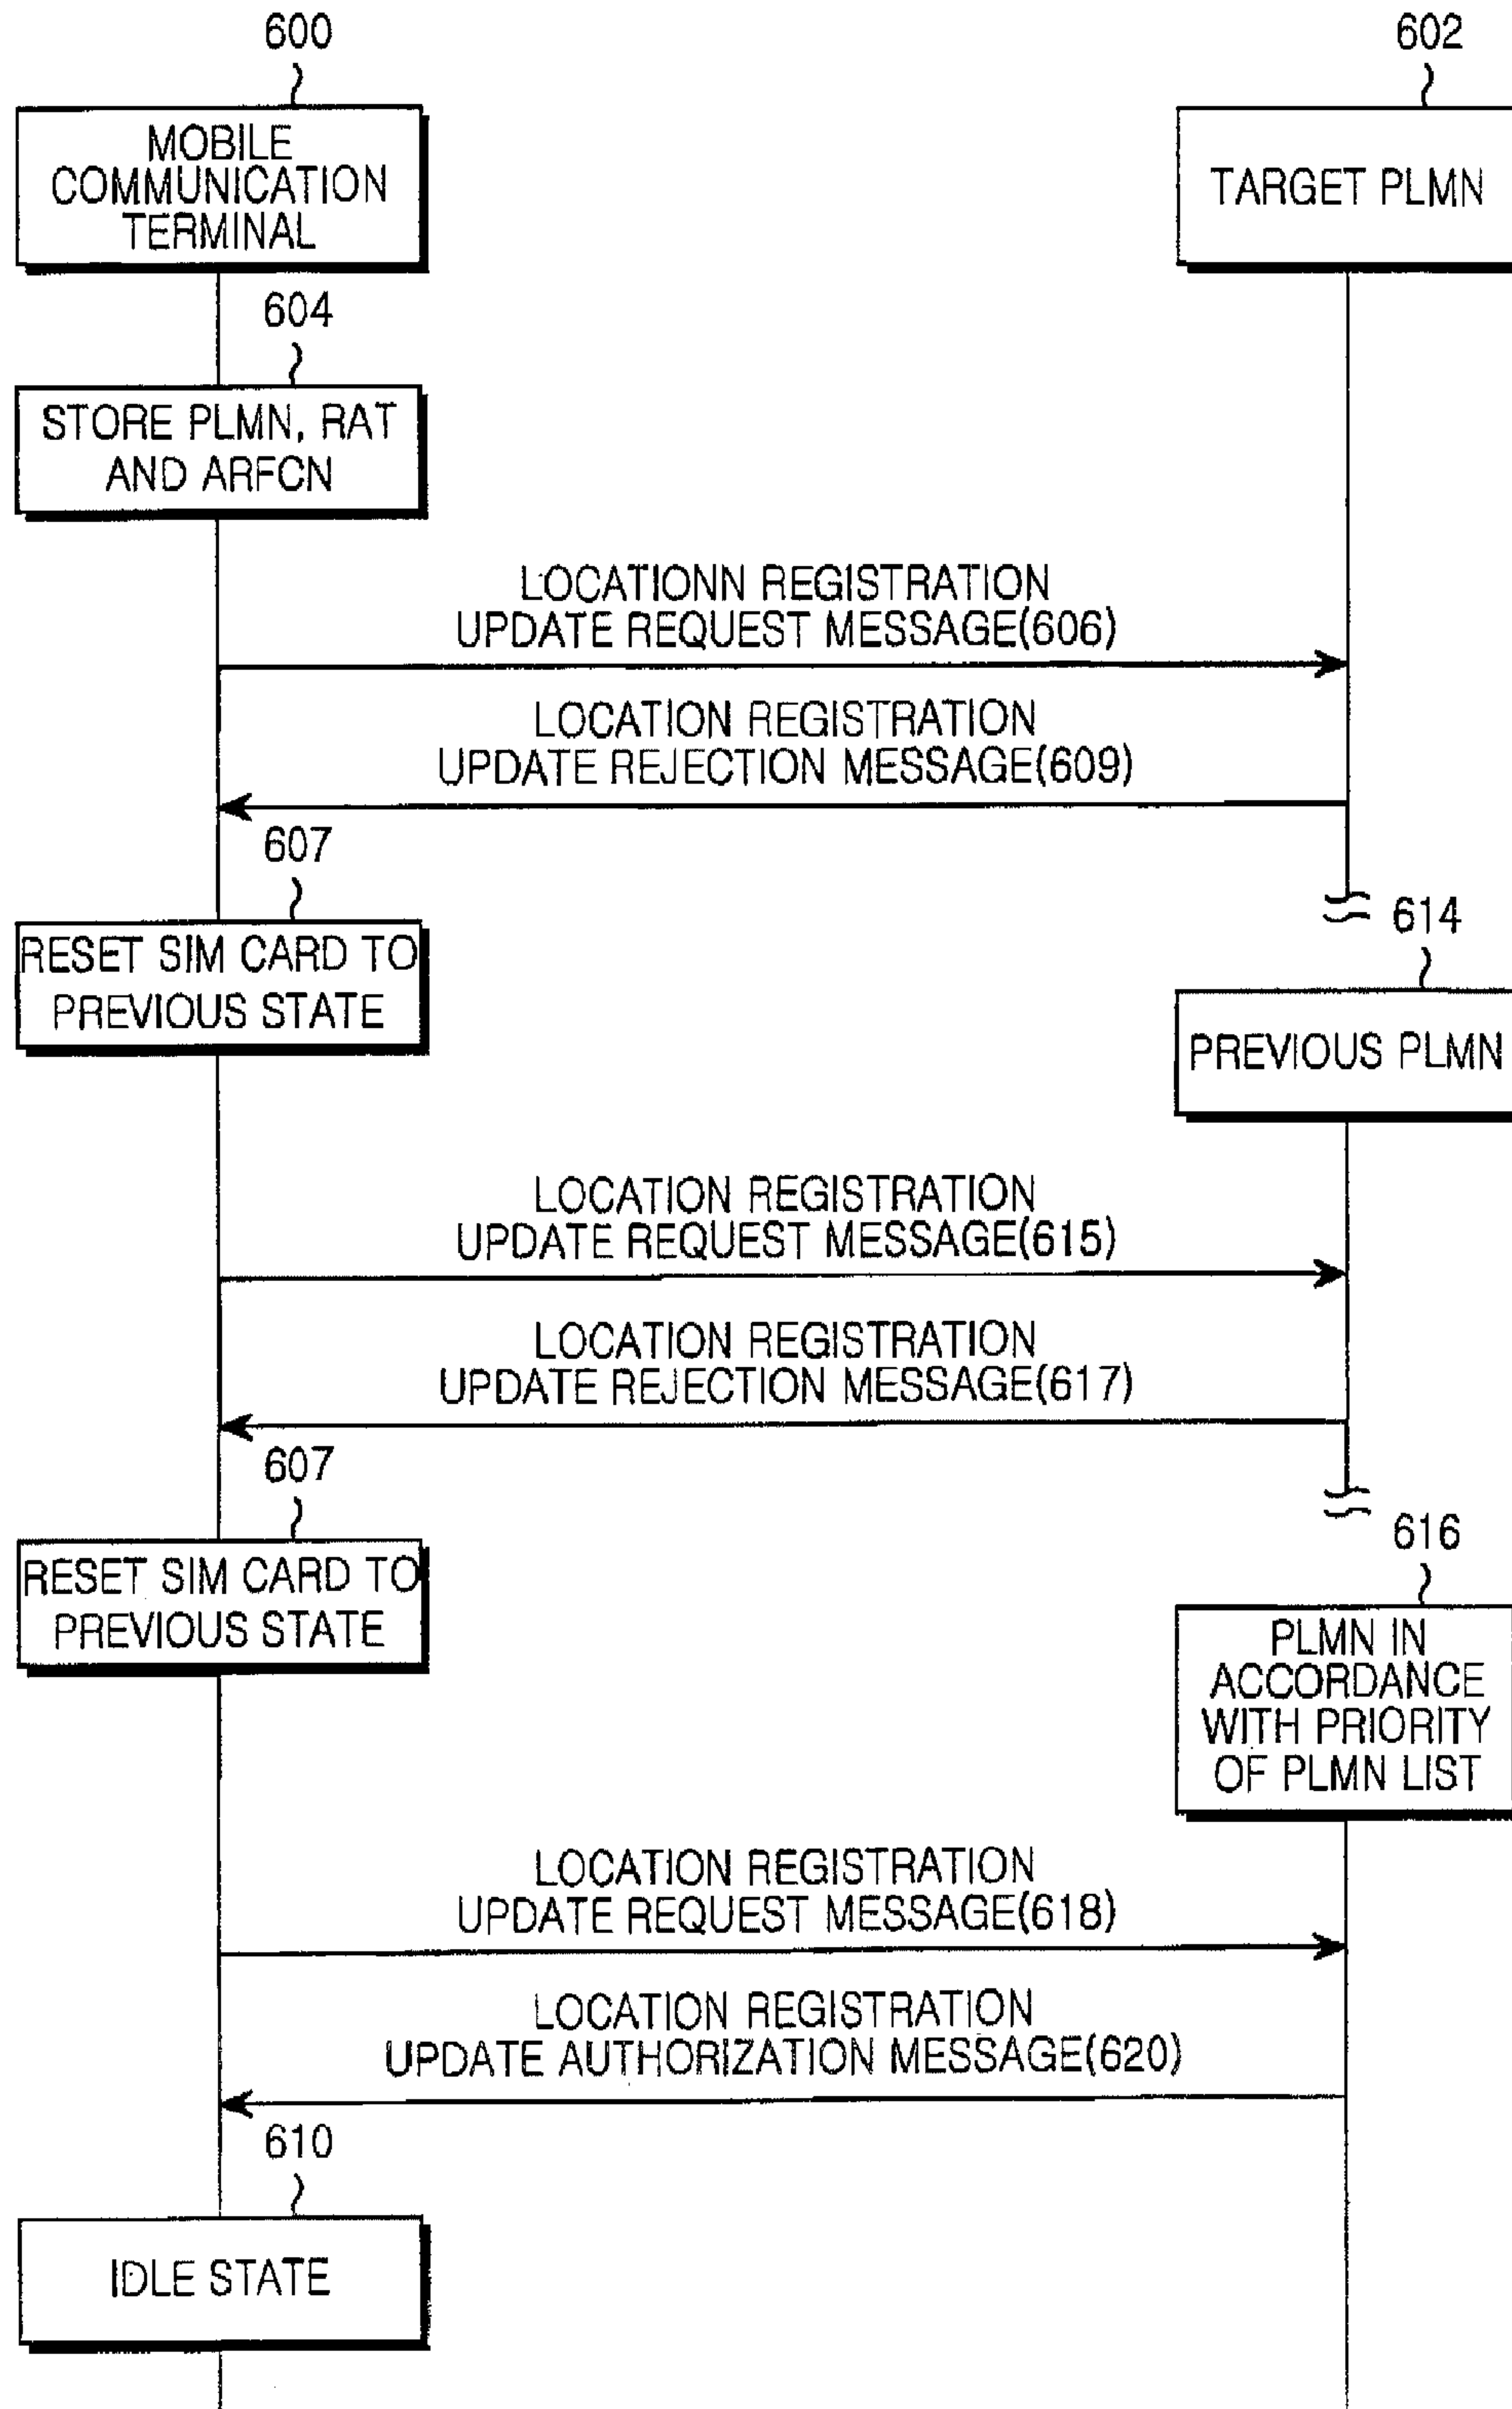 600
602
MOBILE
COMMUNICATION
TERMINAL
TARGET PLMN
604
STORE PLMN, RAT
AND ARFCN
LOCATIONN REGISTRATION
UPDATE REQUEST MESSAGE(606)
LOCATION REGISTRATION
UPDATE REJECTION MESSAGE(609)
607
RESET SIM CARD TO
PREVIOUS STATE
614
PREVIOUS PLMN
LOCATION REGISTRATION
UPDATE REQUEST MESSAGE(615)
LOCATION REGISTRATION
UPDATE REJECTION MESSAGE(617)
607
RESET SIM CARD TO
PREVIOUS STATE
616
PLMN IN
ACCORDANCE
WITH PRIORITY
OF PLMN LIST
LOCATION REGISTRATION
UPDATE REQUEST MESSAGE(618)
LOCATION REGISTRATION
UPDATE AUTHORIZATION MESSAGE(620)
610
IDLE STATE